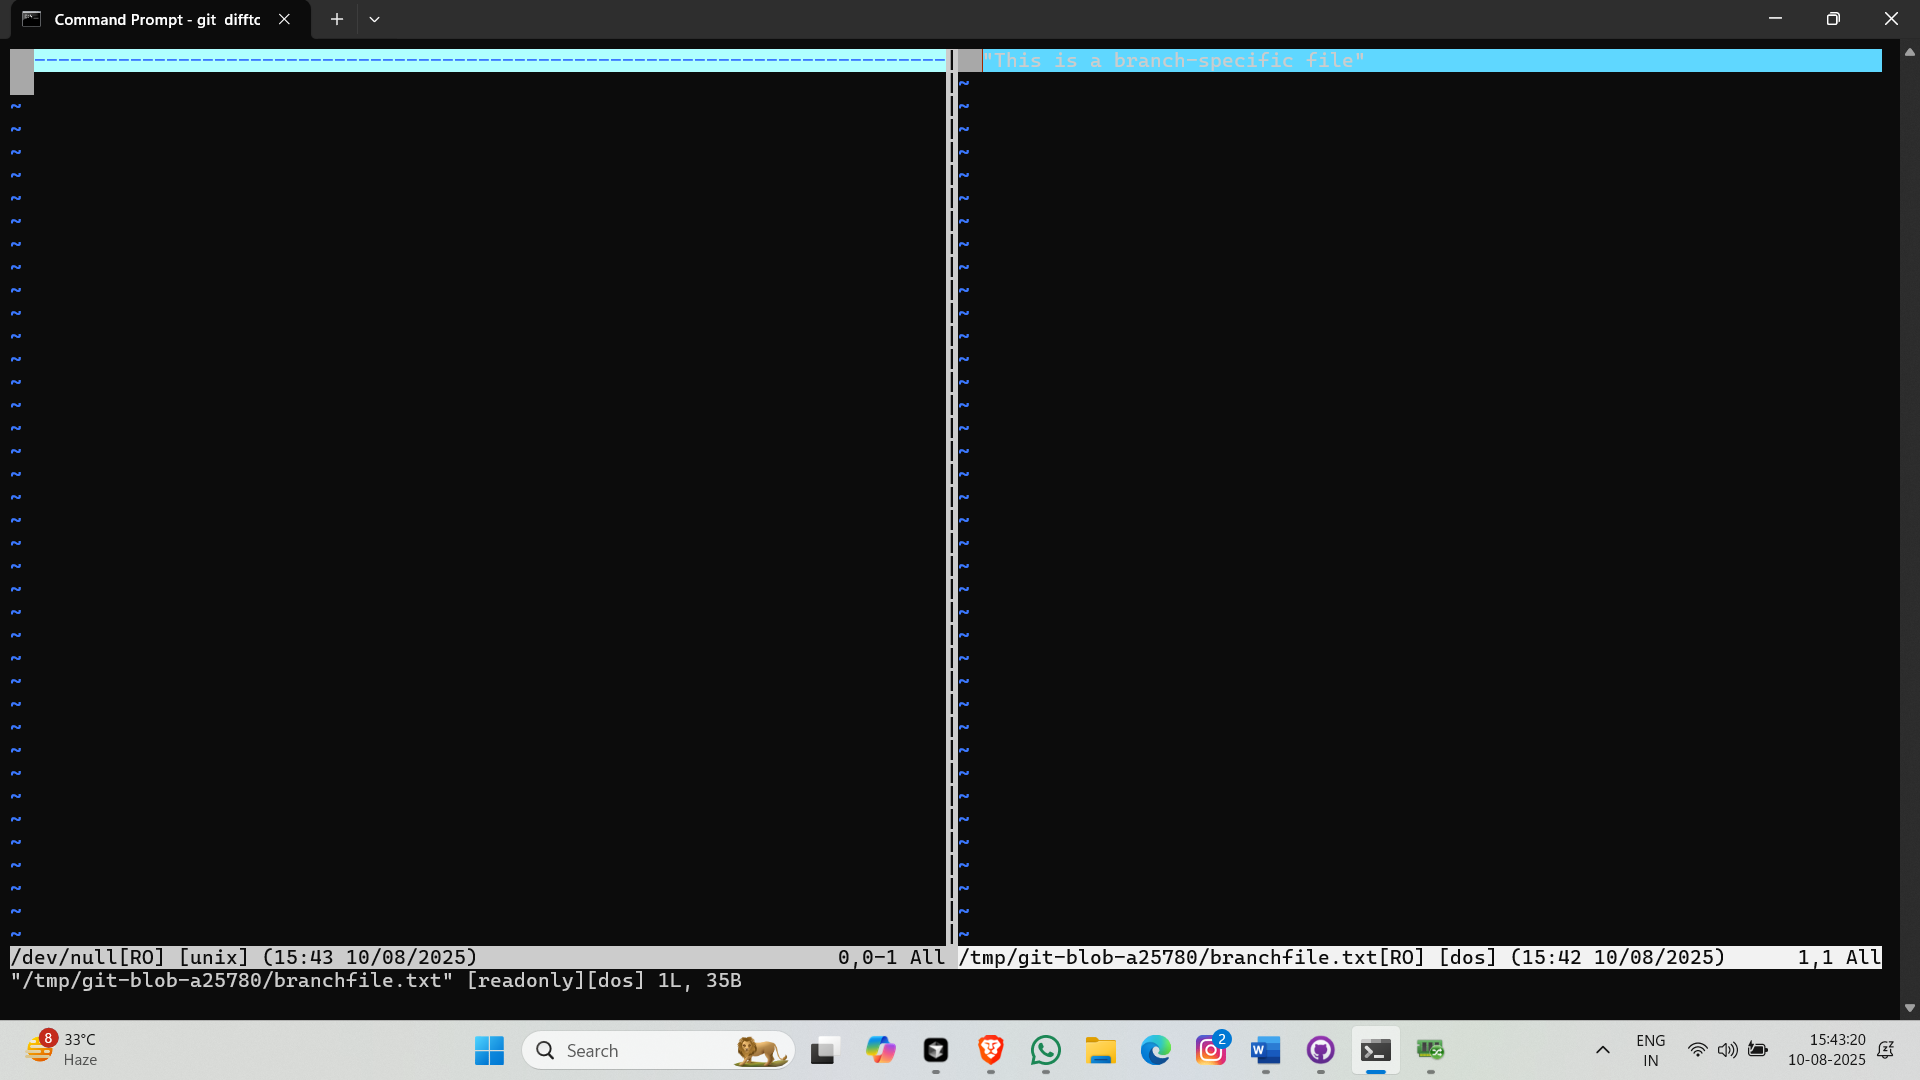 Command Prompt - git difftc
"This is a branch-specific file"
/dev/null[RO] [unix] (15:43 10/08/2025) 0,0-1 All
/tmp/git-blob-a25780/branchfile.txt[RO] [dos] (15:42 10/08/2025) 1,1 All
"/tmp/git-blob-a25780/branchfile.txt" [readonly][dos] 1L, 35B
8
33°C
Haze
Search
2
W
ENG
IN
15:43:20
10-08-2025